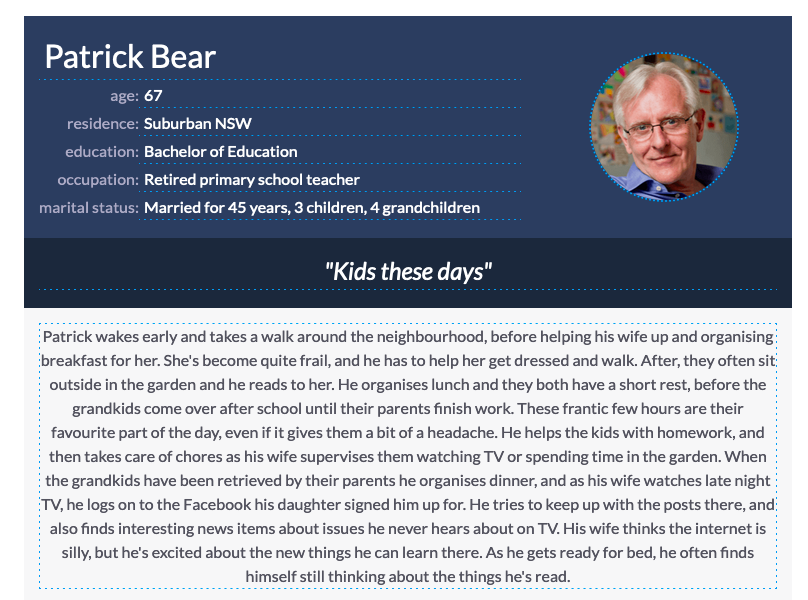 Patrick Bear
age: 67
residence: Suburban NSW
education: Bachelor of Education
occupation: Retired primary school teacher
marital status: Married for 45 years, 3 children, 4 grandchildren
"Kids these days"
Patrick wakes early and takes a walk around the neighbourhood, before helping his wife up and organising
breakfast for her. She's become quite frail, and he has to help her get dressed and walk. After, they often sit
outside in the garden and he reads to her. He organises lunch and they both have a short rest, before the
grandkids come over after school until their parents finish work. These frantic few hours are their
favourite part of the day, even if it gives them a bit of a headache. He helps the kids with homework, and
then takes care of chores as his wife supervises them watching TV or spending time in the garden. When
the grandkids have been retrieved by their parents he organises dinner, and as his wife watches late night
TV, he logs on to the Facebook his daughter signed him up for. He tries to keep up with the posts there, and
also finds interesting news items about issues he never hears about on TV. His wife thinks the internet is
silly, but he's excited about the new things he can learn there. As he gets ready for bed, he often finds
himself still thinking about the things he's read.